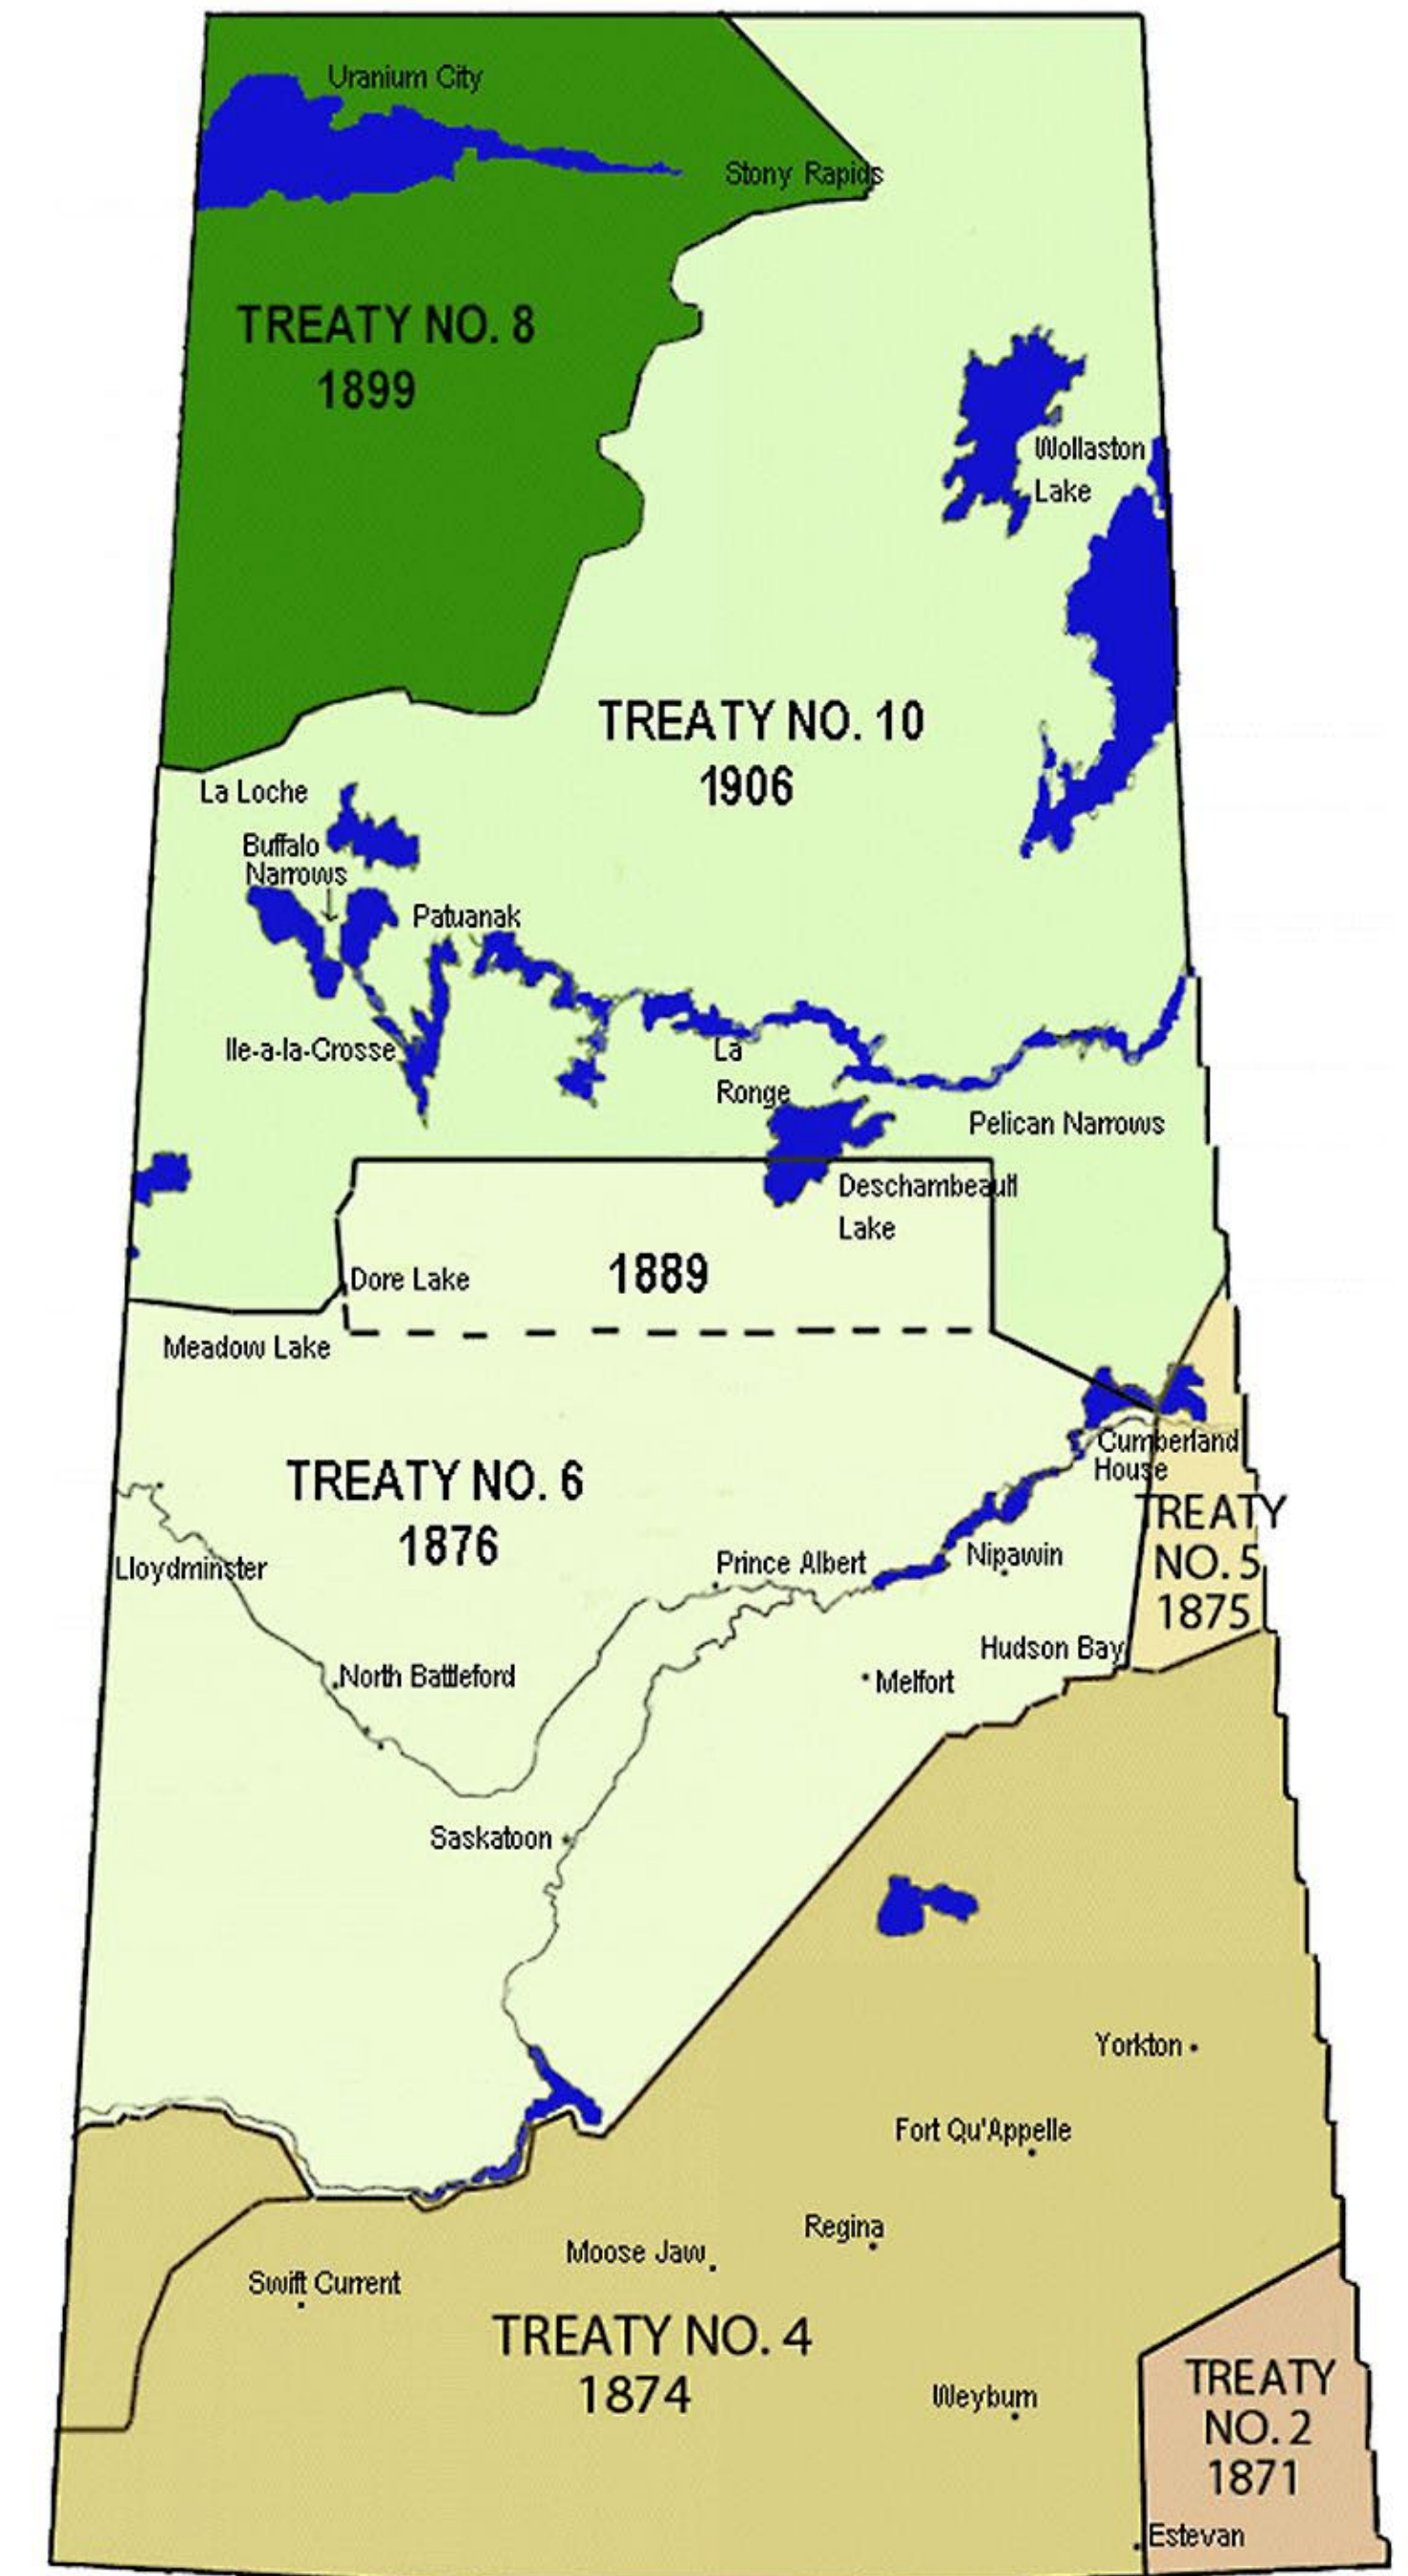 Uranium City
Stony Rapids
TREATY NO. 8
1899
Wollaston
Lake
TREATY NO. 10
1906
La Loche
Buffalo
Narrows
Patuanak
Ile-a-la-Crosse
La
Ronge
Pelican Narrows
Deschambeault
Lake
Dore Lake
1889
Meadow Lake
Cumberland
House
TREATY NO. 6
1876
TREATY
NO. 5
1875
Lloydminster
Prince Albert
Nipawin
Hudson Bay
North Battleford
Melfort
Saskatoon
Yorkton
Fort Qu'Appelle
Regina
Moose Jaw
Swift Current
TREATY NO. 4
1874
Weyburn
TREATY
NO. 2
1871
Estevan